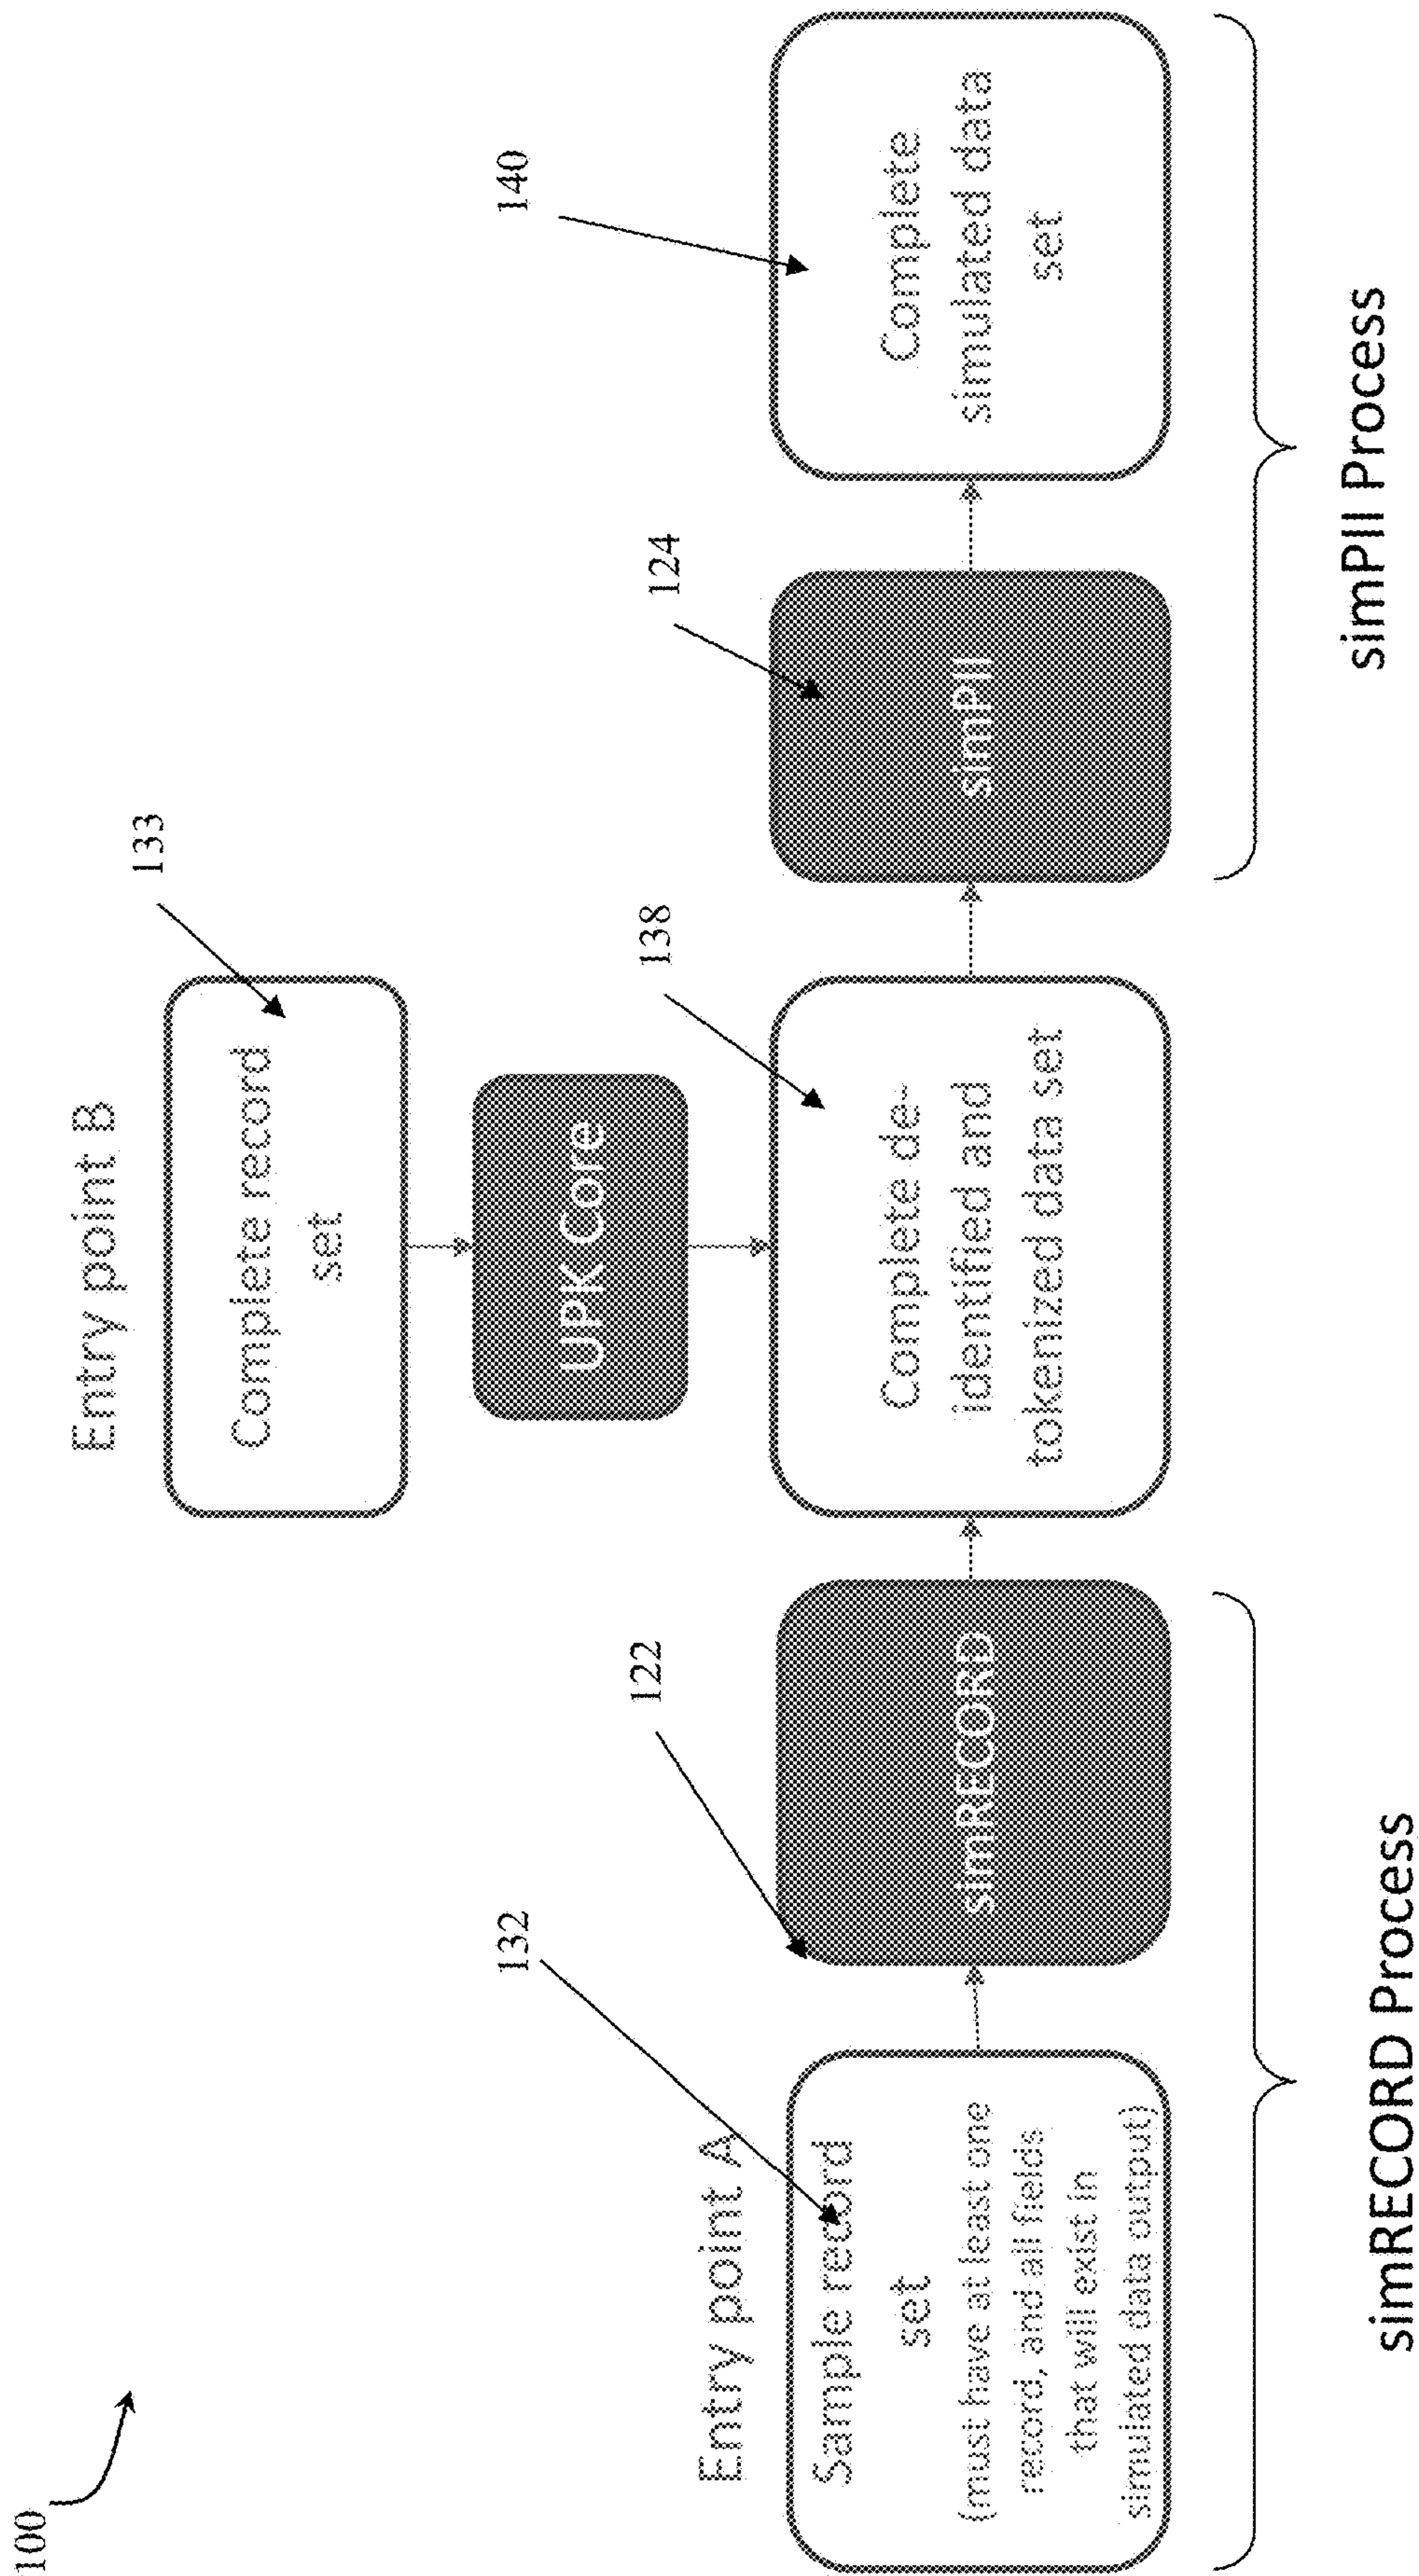 100
Entry point B
Complete record
set
133
UPK Core
Entry point A
Sample record
set
(must have at least one
record, and all fields
that will exist in
simulated data output)
132
simRECORD
122
Complete de-
identified and
tokenized data set
138
simPII
124
Complete
simulated data
set
140
simRECORD Process
simPII Process